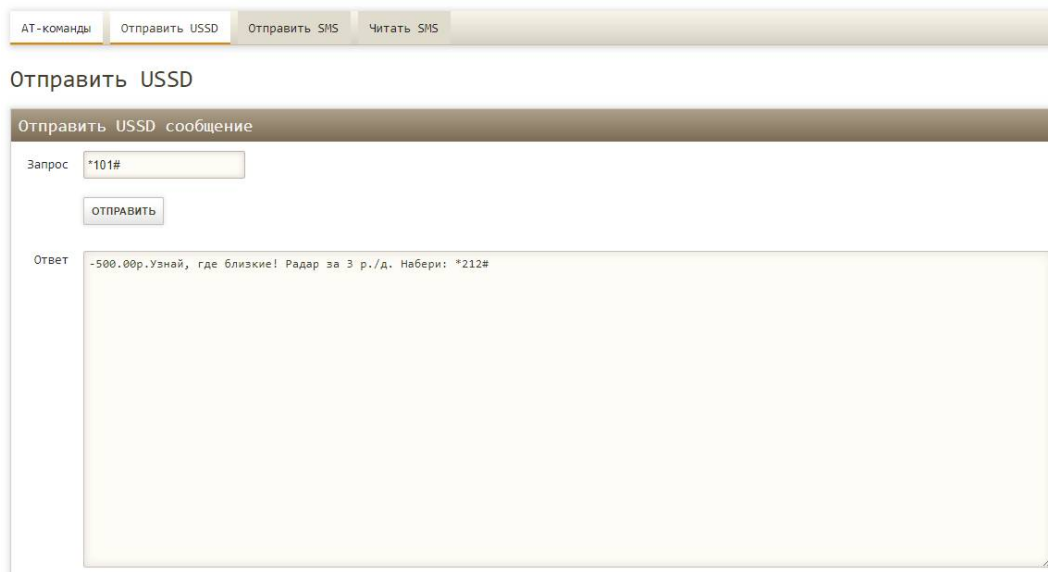 АТ-команды Отправить USSD Отправить SMS Читать SMS
Отправить USSD
Отправить USSD сообщение
Запрос *101#
ОТПРАВИТЬ
Ответ -500.00р.Узнай, где близкие! Радар за 3 р./д. Набери: *212#